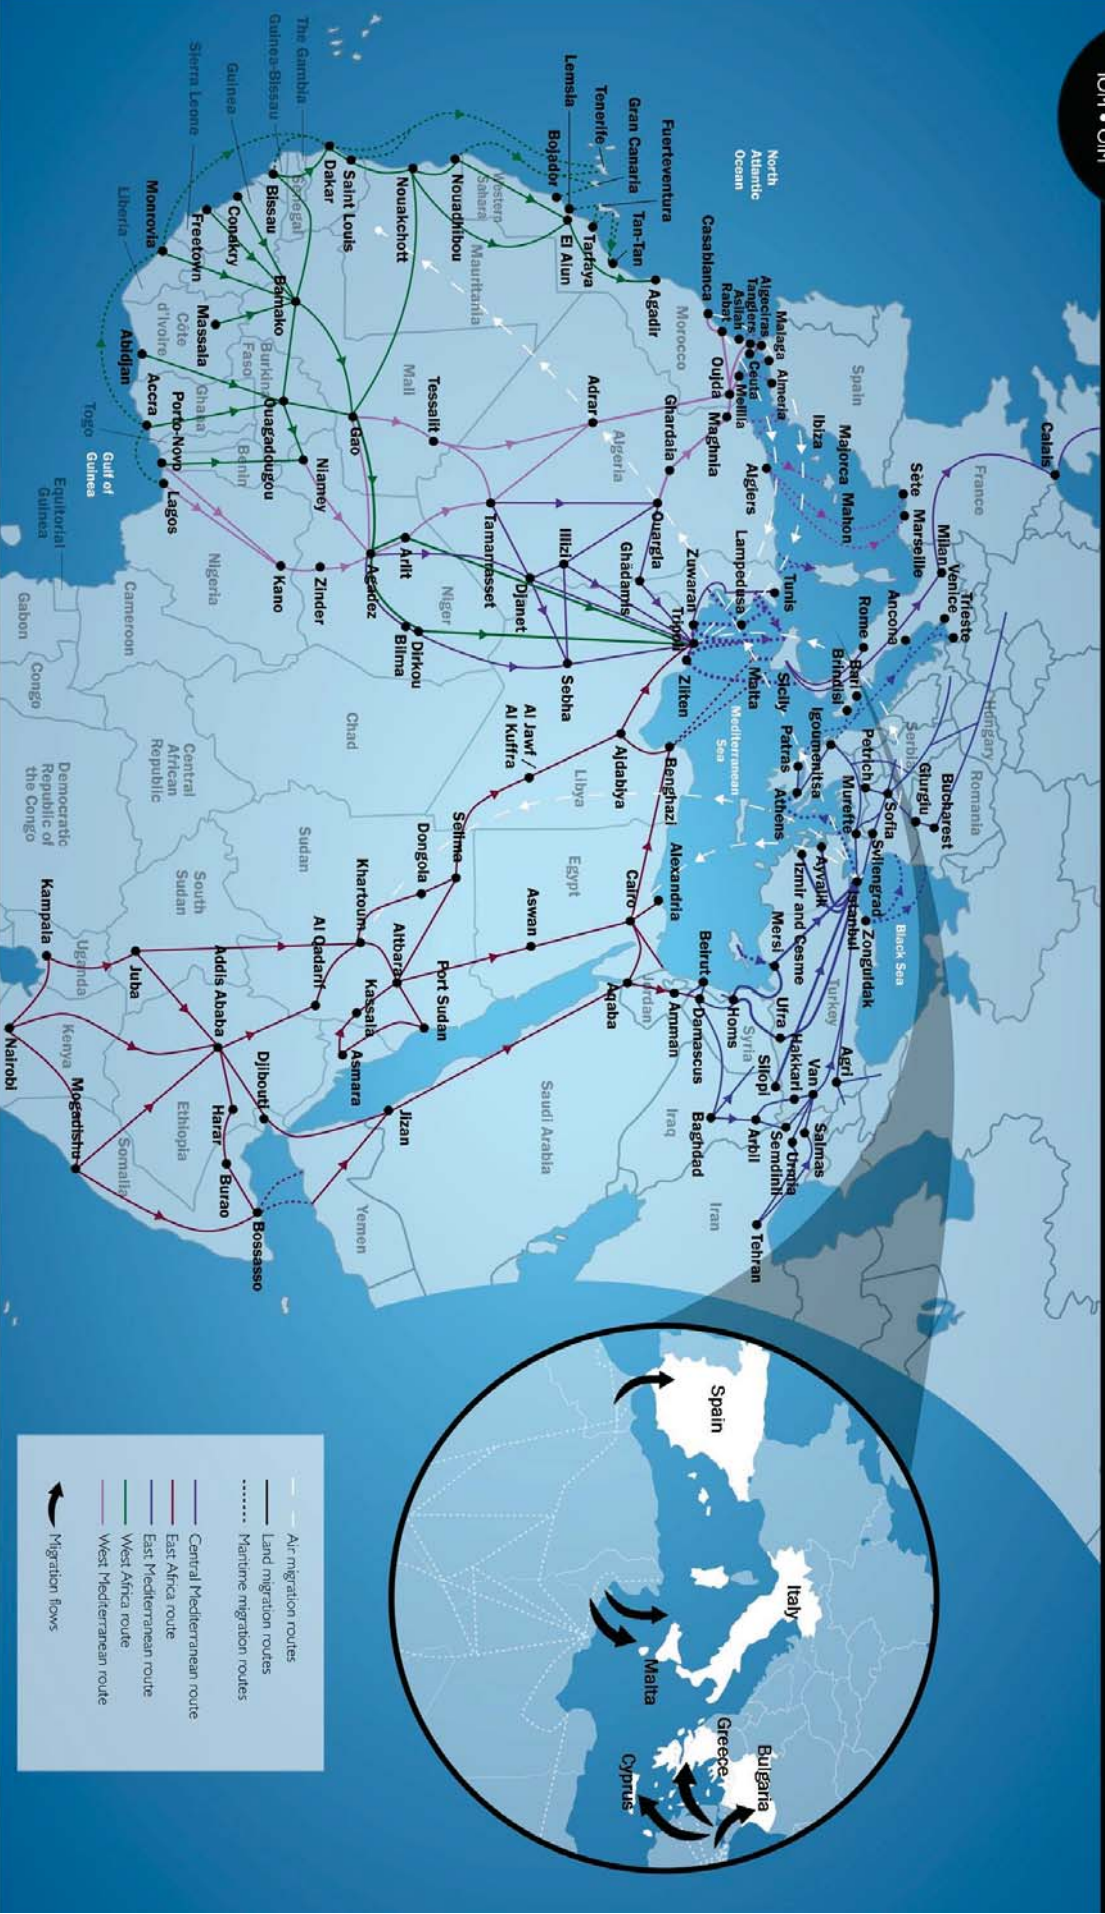 IOM • OIM
North
Atlantic
Ocean
Fuerteventura
Gran Canaria
Tenerife
Lemsia
Bojador
Tan-Tan
Tarfaya
El Aiun
Agadir
Western
Sahara
Nouadhibou
Nouakchott
Mauritania
Saint Louis
Dakar
Senegal
The Gambia
Guinea-Bissau
Guinea
Sierra Leone
Liberia
Bissau
Conakry
Freetown
Monrovia
Bamako
Massala
Côte
d'Ivoire
Abidjan
Burkina
Faso
Ouagadougou
Ghana
Accra
Togo
Porto-Novo
Benin
Lagos
Gulf of
Guinea
Equitorial
Guinea
Niamey
Gao
Mali
Tessalit
Adrar
Algeria
Morocco
Casablanca
Rabat
Asilah
Tangiers
Algeciras
Malaga
Almeria
Ceuta
Melilla
Oujda
Maghnia
Ghardaia
Algiers
Spain
Ibiza
Majorca
Mahon
Sète
Marseille
France
Calais
Milan
Venice
Trieste
Ancona
Rome
Bari
Brindisi
Tunis
Lampedusa
Zuwaran
Tripoli
Zliten
Malta
Sicily
Ouargla
Ghādamis
Illizi
Djanet
Tamanrasset
Arlit
Agadez
Zinder
Kano
Nigeria
Niger
Cameroon
Gabon
Congo
Bilma
Dirkou
Sebha
Chad
Central
African
Republic
Democratic
Republic of
the Congo
Libya
Al Jawf /
Al Kuffra
Ajdabiya
Benghazi
Mediterranean
Sea
Igoumenitsa
Patras
Athens
Petrich
Sofia
Serbia
Hungary
Romania
Giurgiu
Bucharest
Murefte
Svilengrad
Istanbul
Ayvalik
Izmir and Cesme
Zonguldak
Black Sea
Turkey
Mersi
Urfa
Hakkari
Van
Agri
Silopi
Salmas
Urmia
Semdinli
Arbil
Tehran
Iran
Iraq
Baghdad
Syria
Homs
Damascus
Beirut
Amman
Jordan
Aqaba
Alexandria
Cairo
Egypt
Aswan
Selima
Dongola
Khartoum
Sudan
Al Qadarif
Altbara
Port Sudan
Kassala
Asmara
South
Sudan
Kampala
Uganda
Juba
Addis Ababa
Nairobi
Kenya
Mogadishu
Ethiopia
Djibouti
Harar
Burao
Bossasso
Somalia
Jizan
Saudi Arabia
Yemen
Spain
Italy
Malta
Greece
Bulgaria
Cyprus
Air migration routes
Land migration routes
Maritime migration routes
Central Mediterranean route
East Africa route
East Mediterranean route
West Africa route
West Mediterranean route
Migration flows